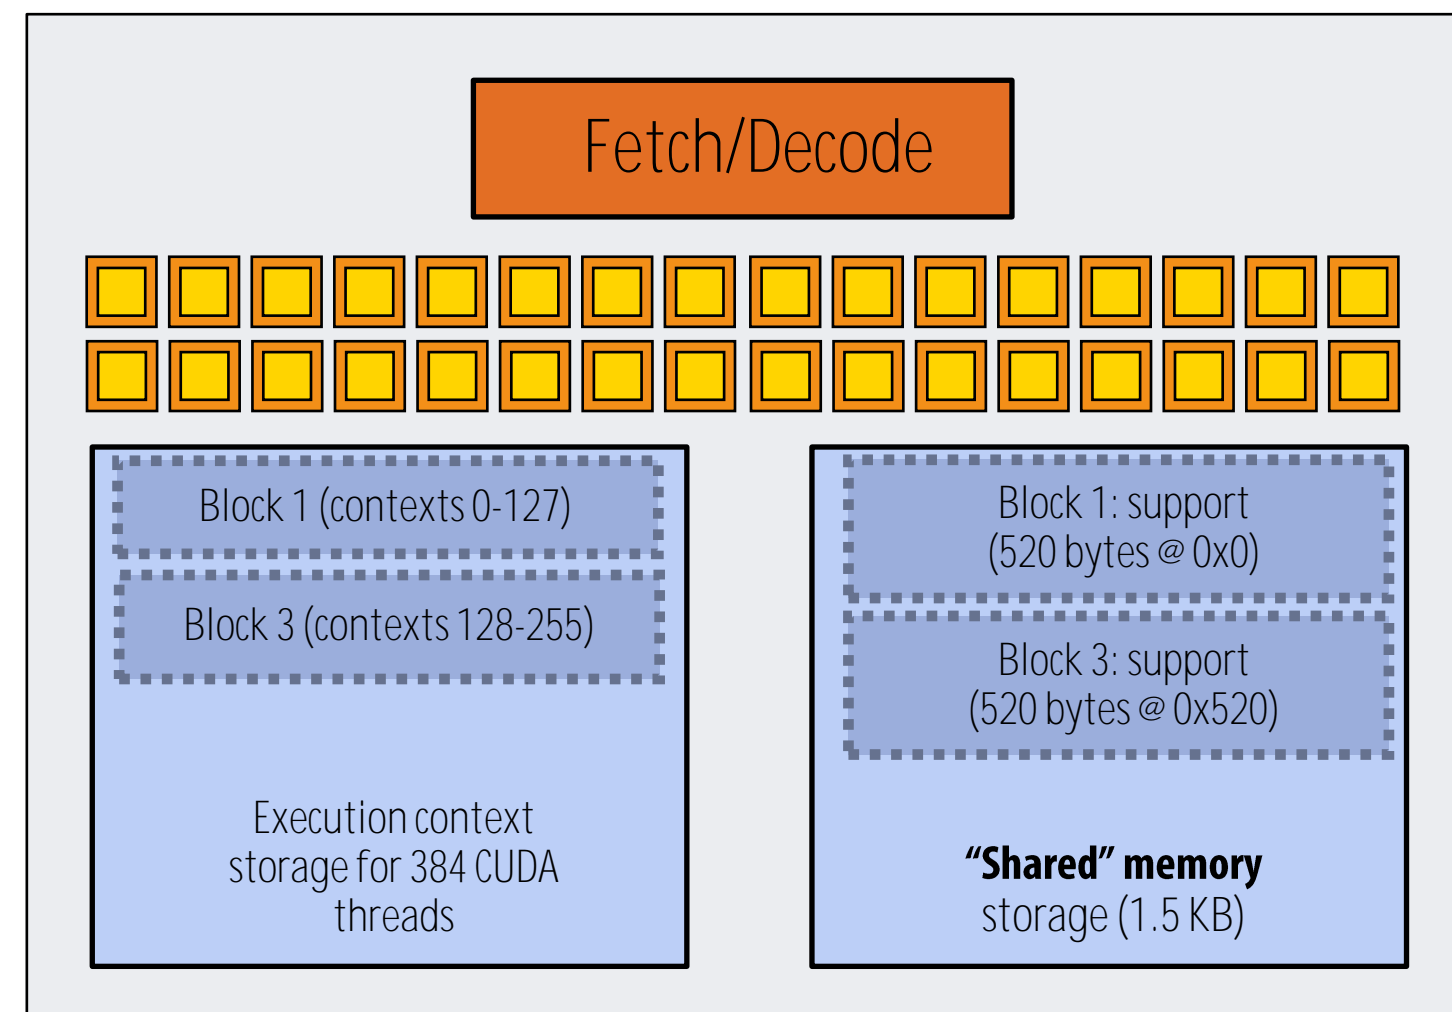 Fetch/Decode
Block 1 (contexts 0-127)
Block 3 (contexts 128-255)
Execution context
storage for 384 CUDA
threads
Block 1: support
(520 bytes @ 0x0)
Block 3: support
(520 bytes @ 0x520)
“Shared” memory
storage (1.5 KB)